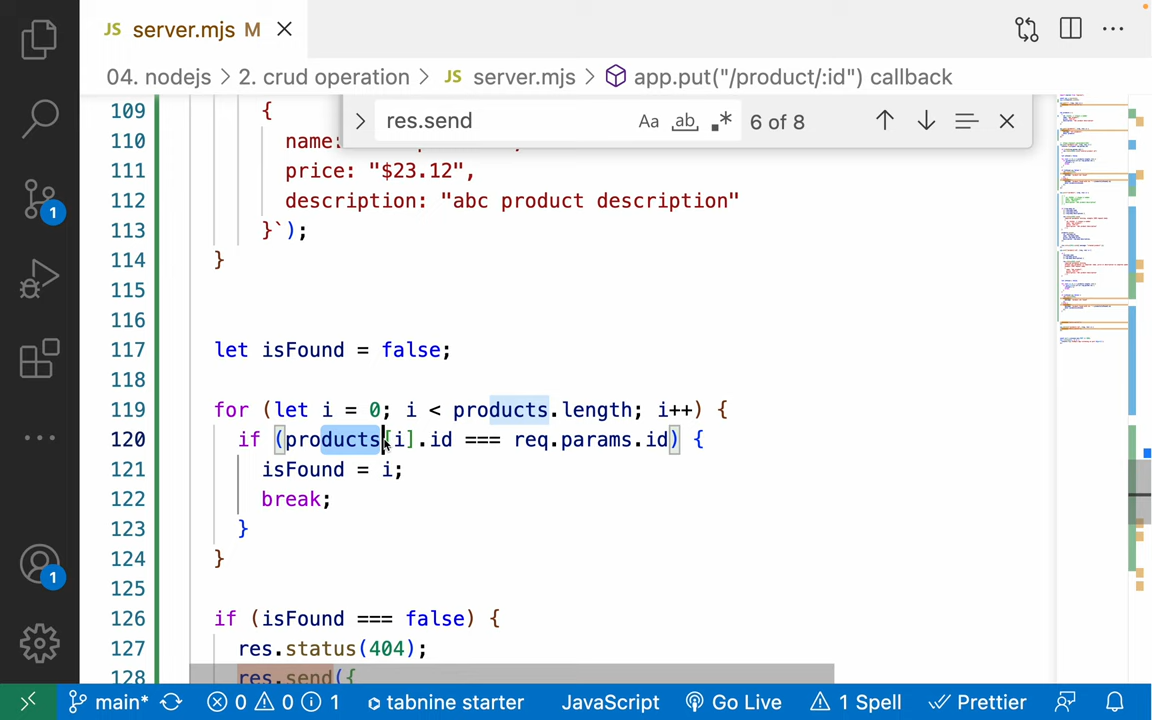 JS server.mjs M
04. nodejs > 2. crud operation > JS server.mjs > app.put("/product/:id") callback
res.send Aa ab .* 6 of 8
109 {
110 name:
111 price: "$23.12",
112 description: "abc product description"
113 }`);
114 }
115
116
117 let isFound = false;
118
119 for (let i = 0; i < products.length; i++) {
120 if (products[i].id === req.params.id) {
121 isFound = i;
122 break;
123 }
124 }
125
126 if (isFound === false) {
127 res.status(404);
128 res.send({
1
1
main* 0 0 1 tabnine starter JavaScript Go Live 1 Spell Prettier